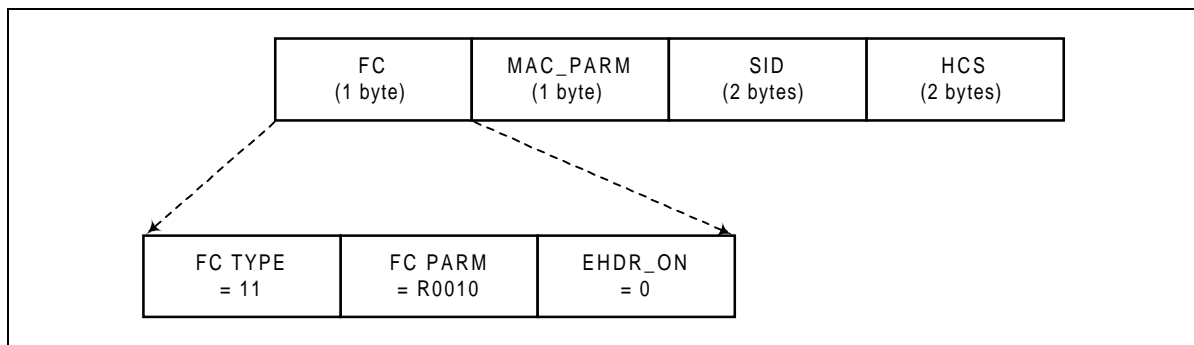 FC
(1 byte)
MAC_PARM
(1 byte)
SID
(2 bytes)
HCS
(2 bytes)
FC TYPE
= 11
FC PARM
= R0010
EHDR_ON
= 0